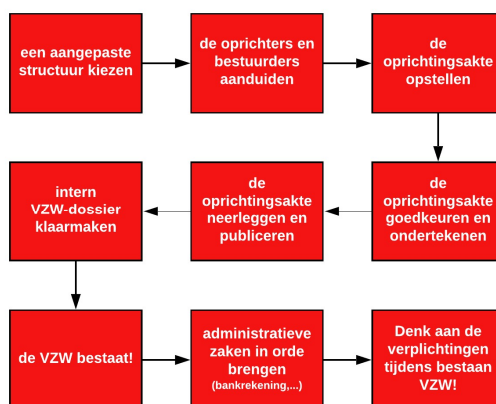 een aangepaste
structuur kiezen
de oprichters en
bestuurders
aanduiden
de
oprichtingsakte
opstellen
de
oprichtingsakte
goedkeuren en
ondertekenen
de
oprichtingsakte
neerleggen en
publiceren
intern
VZW-dossier
klaarmaken
de VZW bestaat!
administratieve
zaken in orde
brengen
(bankrekening,...)
Denk aan de
verplichtingen
tijdens bestaan
VZW!